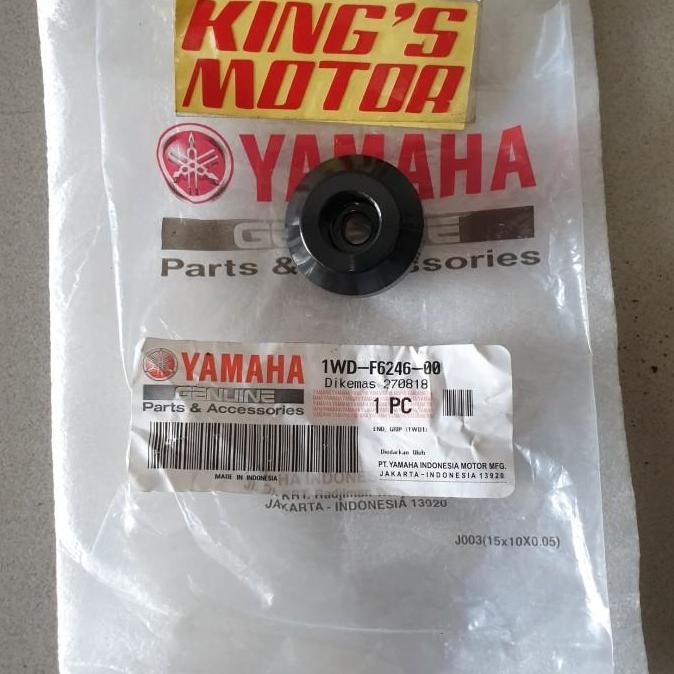 KING'S
MOTOR
YAMAHA
GENUINE
Parts & Accessories
YAMAHA
GENUINE
Parts & Accessories
1WD-F6246-00
Dikemas 270818
1 PC
END, GRIP (1WD1)
Diedarkan Oleh
PT. YAMAHA INDONESIA MOTOR MFG.
JAKARTA - INDONESIA 13920
MADE IN INDONESIA
JAKARTA - INDONESIA 13920
J003(15x10X0.05)